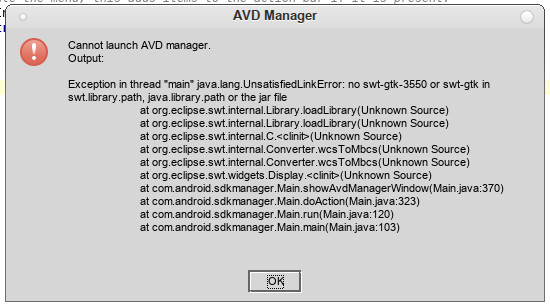 te the menu; this adds items to the action bar if it is present.
AVD Manager
Cannot launch AVD manager.
Output:
Exception in thread "main" java.lang.UnsatisfiedLinkError: no swt-gtk-3550 or swt-gtk in
swt.library.path, java.library.path or the jar file
at org.eclipse.swt.internal.Library.loadLibrary(Unknown Source)
at org.eclipse.swt.internal.Library.loadLibrary(Unknown Source)
at org.eclipse.swt.internal.C.<clinit>(Unknown Source)
at org.eclipse.swt.internal.Converter.wcsToMbcs(Unknown Source)
at org.eclipse.swt.internal.Converter.wcsToMbcs(Unknown Source)
at org.eclipse.swt.widgets.Display.<clinit>(Unknown Source)
at com.android.sdkmanager.Main.showAvdManagerWindow(Main.java:370)
at com.android.sdkmanager.Main.doAction(Main.java:323)
at com.android.sdkmanager.Main.run(Main.java:120)
at com.android.sdkmanager.Main.main(Main.java:103)
OK